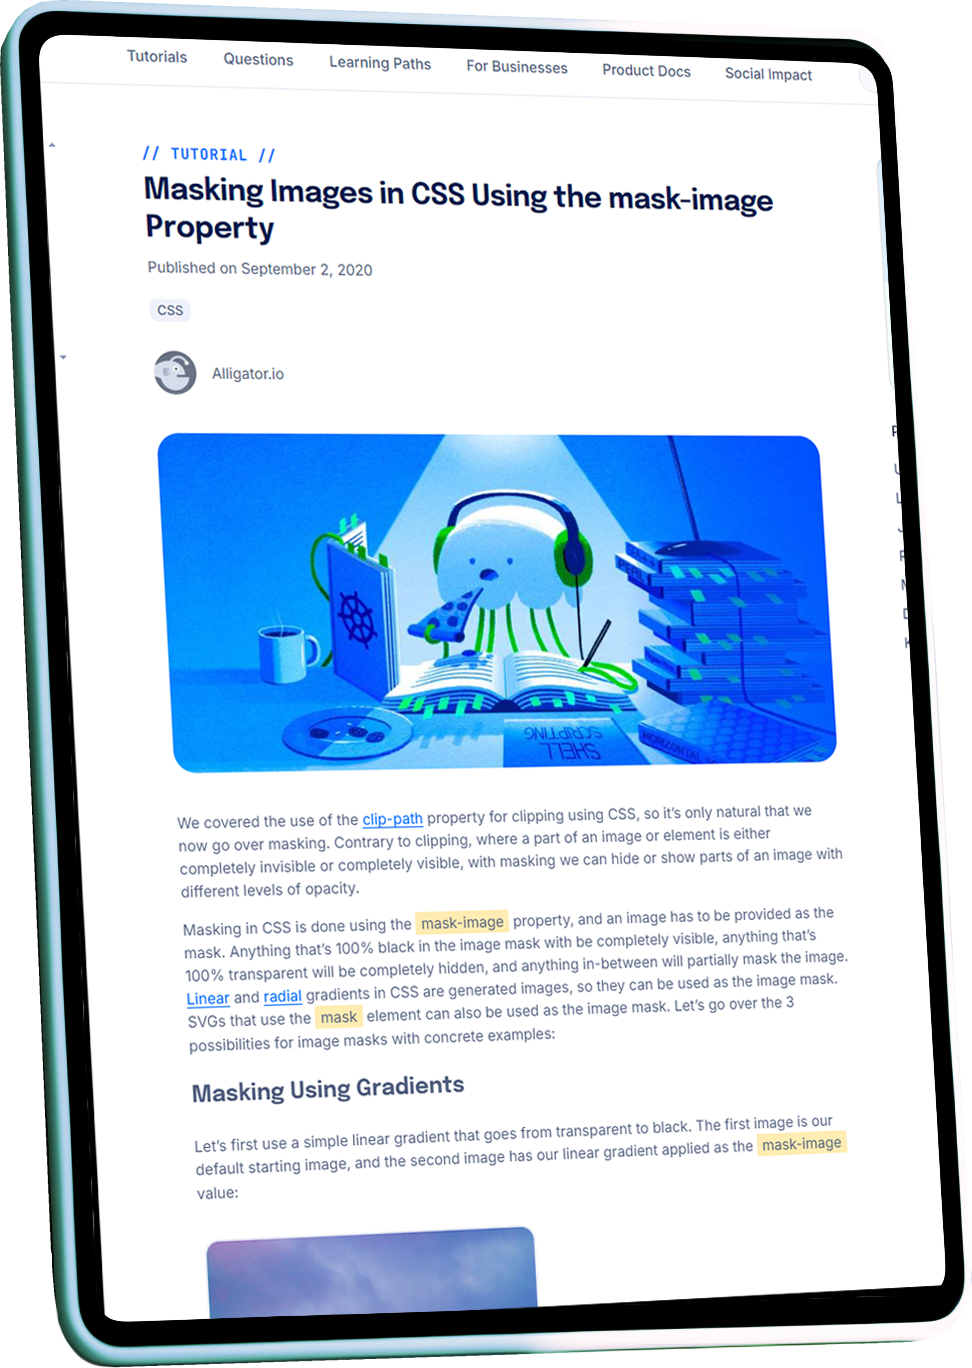 Tutorials Questions Learning Paths For Businesses Product Docs Social Impact
// TUTORIAL //
Masking Images in CSS Using the mask-image
Property
Published on September 2, 2020
CSS
Alligator.io
SHELL
SCRIPTING
HORIZONTAL
We covered the use of the clip-path property for clipping using CSS, so it's only natural that we
now go over masking. Contrary to clipping, where a part of an image or element is either
completely invisible or completely visible, with masking we can hide or show parts of an image with
different levels of opacity.
Masking in CSS is done using the mask-image property, and an image has to be provided as the
mask. Anything that's 100% black in the image mask with be completely visible, anything that's
100% transparent will be completely hidden, and anything in-between will partially mask the image.
Linear and radial gradients in CSS are generated images, so they can be used as the image mask.
SVGs that use the mask element can also be used as the image mask. Let's go over the 3
possibilities for image masks with concrete examples:
Masking Using Gradients
Let's first use a simple linear gradient that goes from transparent to black. The first image is our
default starting image, and the second image has our linear gradient applied as the mask-image
value: